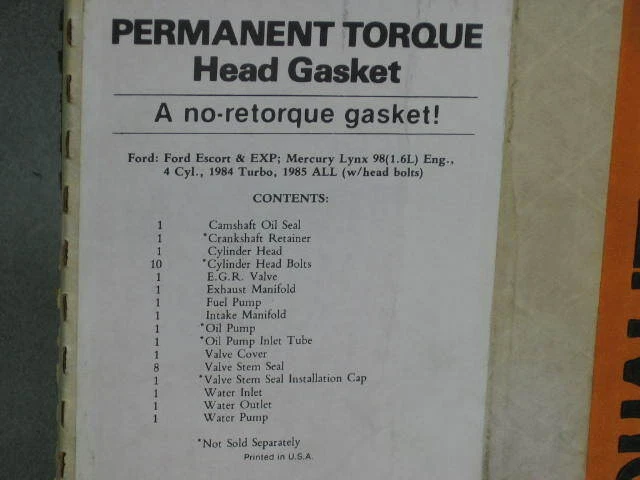 PERMANENT TORQUE
Head Gasket
A no-retorque gasket!
Ford: Ford Escort & EXP; Mercury Lynx 98(1.6L) Eng.,
4 Cyl., 1984 Turbo, 1985 ALL (w/head bolts)
CONTENTS:
1 Camshaft Oil Seal
1 *Crankshaft Retainer
1 Cylinder Head
10 *Cylinder Head Bolts
1 E.G.R. Valve
1 Exhaust Manifold
1 Fuel Pump
1 Intake Manifold
1 *Oil Pump
1 *Oil Pump Inlet Tube
1 Valve Cover
8 Valve Stem Seal
1 *Valve Stem Seal Installation Cap
1 Water Inlet
1 Water Outlet
1 Water Pump
*Not Sold Separately
Printed in U.S.A.